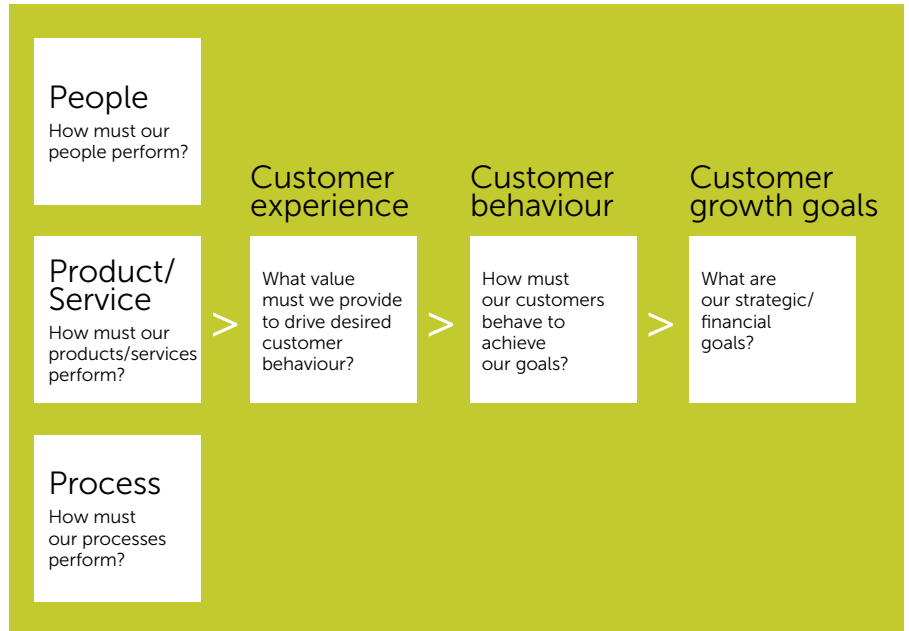 People
How must our
people perform?
Product/
Service
How must our
products/services
perform?
Process
How must
our processes
perform?
>
Customer
experience
What value
must we provide
to drive desired
customer
behaviour?
>
Customer
behaviour
How must
our customers
behave to
achieve
our goals?
>
Customer
growth goals
What are
our strategic/
financial
goals?